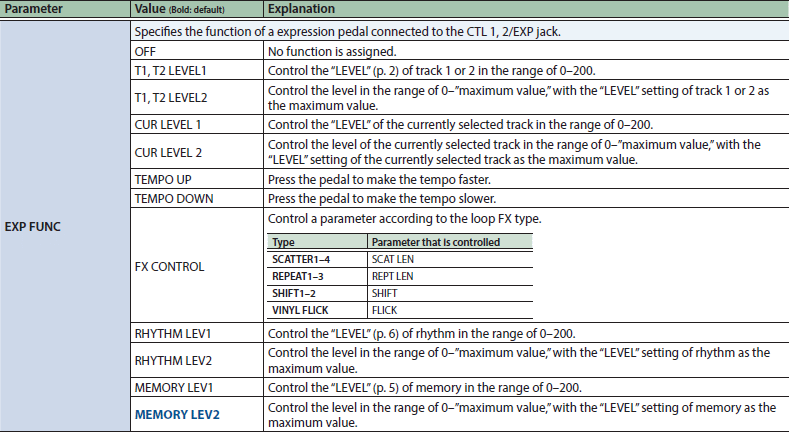 Parameter Value (Bold: default) Explanation
Specifies the function of a expression pedal connected to the CTL 1, 2/EXP jack.
OFF No function is assigned.
T1, T2 LEVEL1 Control the “LEVEL” (p. 2) of track 1 or 2 in the range of 0–200.
T1, T2 LEVEL2 Control the level in the range of 0–”maximum value,” with the “LEVEL” setting of track 1 or 2 as
the maximum value.
CUR LEVEL 1 Control the “LEVEL” of the currently selected track in the range of 0–200.
CUR LEVEL 2 Control the level of the currently selected track in the range of 0–”maximum value,” with the
“LEVEL” setting of the currently selected track as the maximum value.
TEMPO UP Press the pedal to make the tempo faster.
TEMPO DOWN Press the pedal to make the tempo slower.
EXP FUNC
FX CONTROL Control a parameter according to the loop FX type.
Type Parameter that is controlled
SCATTER1–4 SCAT LEN
REPEAT1–3 REPT LEN
SHIFT1–2 SHIFT
VINYL FLICK FLICK
RHYTHM LEV1 Control the “LEVEL” (p. 6) of rhythm in the range of 0–200.
RHYTHM LEV2 Control the level in the range of 0–”maximum value,” with the “LEVEL” setting of rhythm as the
maximum value.
MEMORY LEV1 Control the “LEVEL” (p. 5) of memory in the range of 0–200.
MEMORY LEV2 Control the level in the range of 0–”maximum value,” with the “LEVEL” setting of memory as the
maximum value.